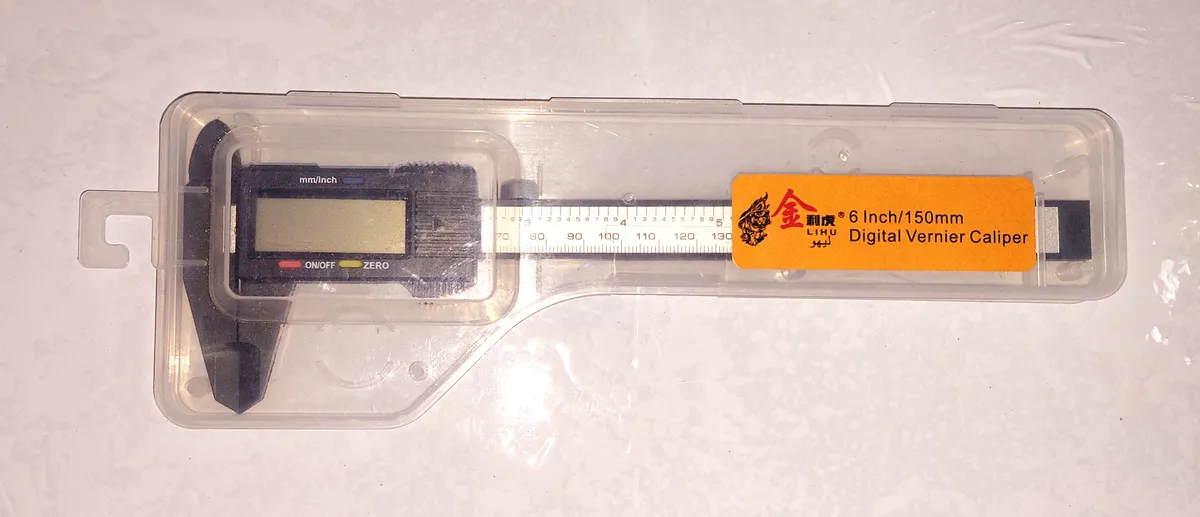 mm/inch
ON/OFF ZERO
3 4 5
70 80 90 100 110 120 130
金利虎®
LIHU
6 Inch/150mm
Digital Vernier Caliper